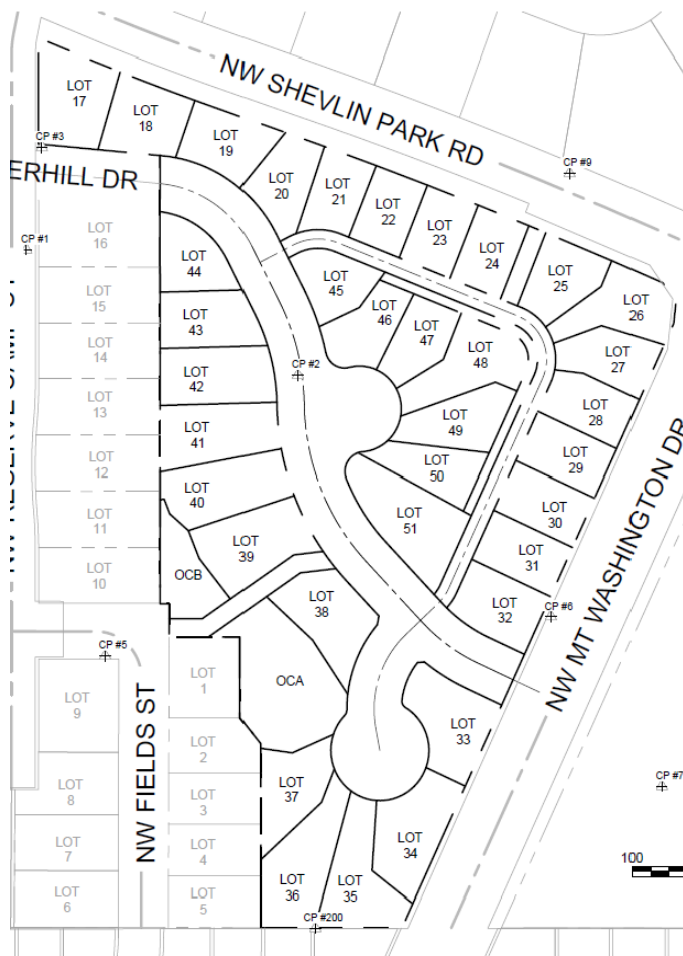 NW SHEVLIN PARK RD
LOT
17
LOT
18
LOT
19
LOT
20
LOT
21
LOT
22
LOT
23
LOT
24
LOT
25
LOT
26
LOT
27
LOT
28
LOT
29
LOT
30
LOT
31
LOT
32
LOT
33
LOT
34
LOT
35
LOT
36
LOT
37
LOT
38
LOT
39
LOT
40
LOT
41
LOT
42
LOT
43
LOT
44
LOT
45
LOT
46
LOT
47
LOT
48
LOT
49
LOT
50
LOT
51
OCB
OCA
CP #3
ERHILL DR
CP #9
CP #1
CP #2
CP #6
CP #5
CP #7
CP #200
LOT
16
LOT
15
LOT
14
LOT
13
LOT
12
LOT
11
LOT
10
LOT
9
LOT
8
LOT
7
LOT
6
LOT
1
LOT
2
LOT
3
LOT
4
LOT
5
NW FIELDS ST
NW MT WASHINGTON DR
100